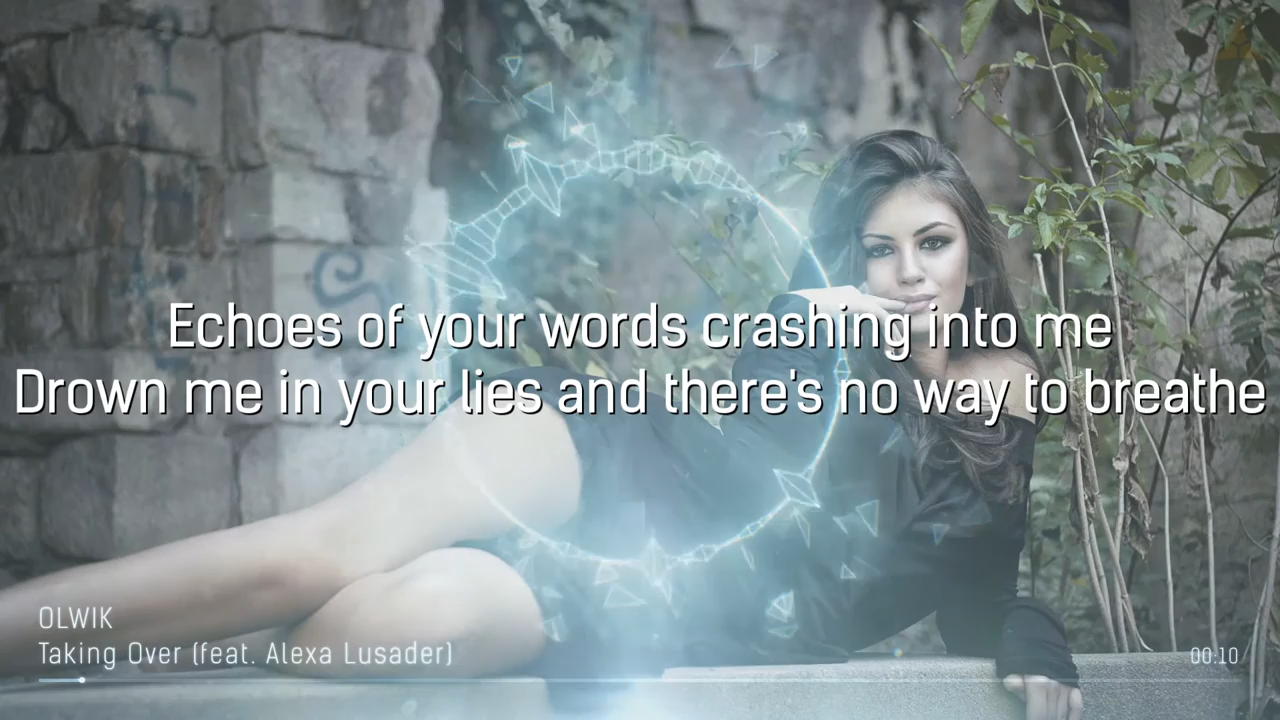 Echoes of your words crashing into me
Drown me in your lies and there's no way to breathe
OLWIK
Taking Over (feat. Alexa Lusader)
00:10